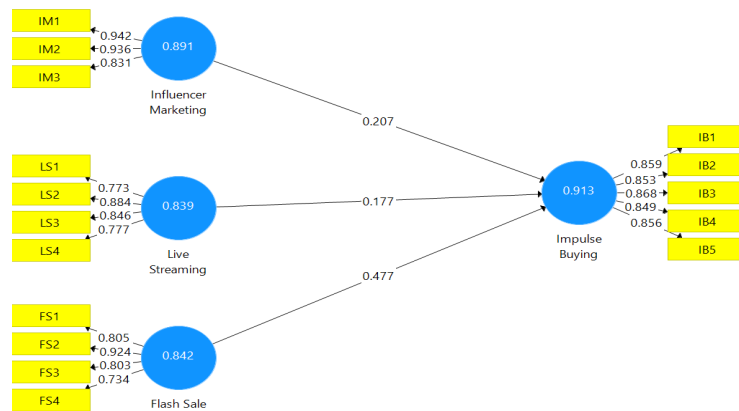 IM1
IM2
IM3
0.942
0.936
0.831
0.891
Influencer
Marketing
0.207
LS1
LS2
LS3
LS4
0.773
0.884
0.846
0.777
0.839
Live
Streaming
0.177
FS1
FS2
FS3
FS4
0.805
0.924
0.803
0.734
0.842
Flash Sale
0.477
0.913
Impulse
Buying
0.859
0.853
0.868
0.849
0.856
IB1
IB2
IB3
IB4
IB5